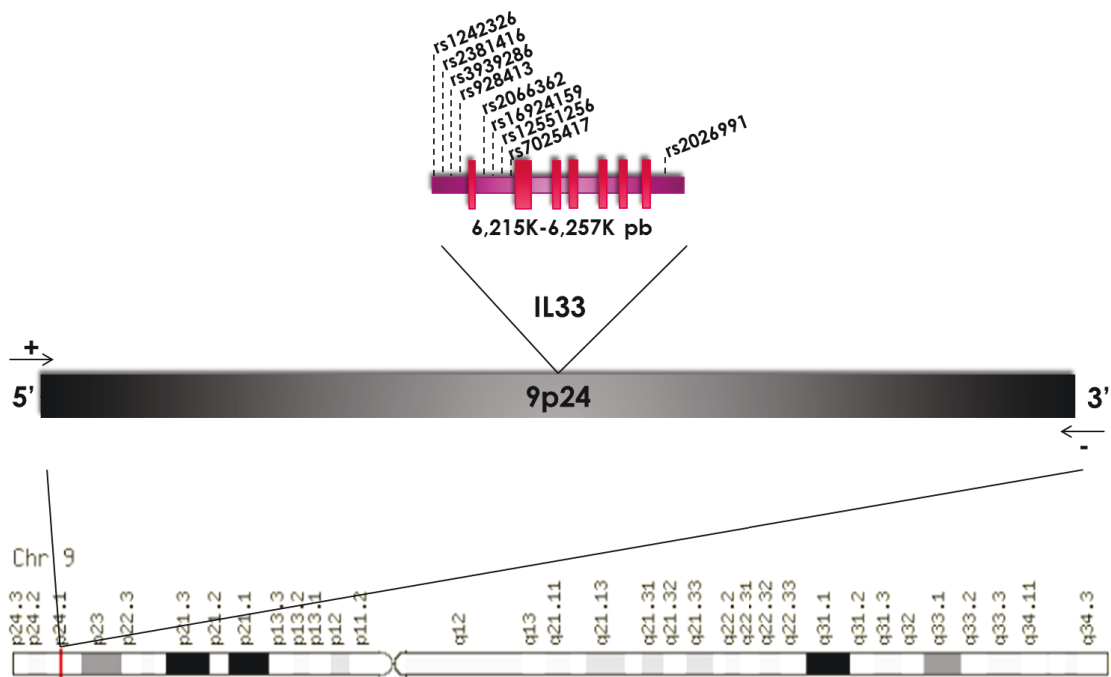 rs1242326
rs2381416
rs3939286
rs928413
rs2066362
rs16924159
rs12551256
rs7025417
rs2026991
6,215K-6,257K pb
IL33
+
5’
9p24
3’
-
Chr 9
p24.3
p24.2
p24.1
p23
p22.3
p21.3
p21.2
p21.1
p13.3
p13.2
p13.1
p12
p11.2
q12
q13
q21.11
q21.13
q21.31
q21.32
q21.33
q22.2
q22.31
q22.32
q22.33
q31.1
q31.2
q31.3
q32
q33.1
q33.2
q33.3
q34.11
q34.3